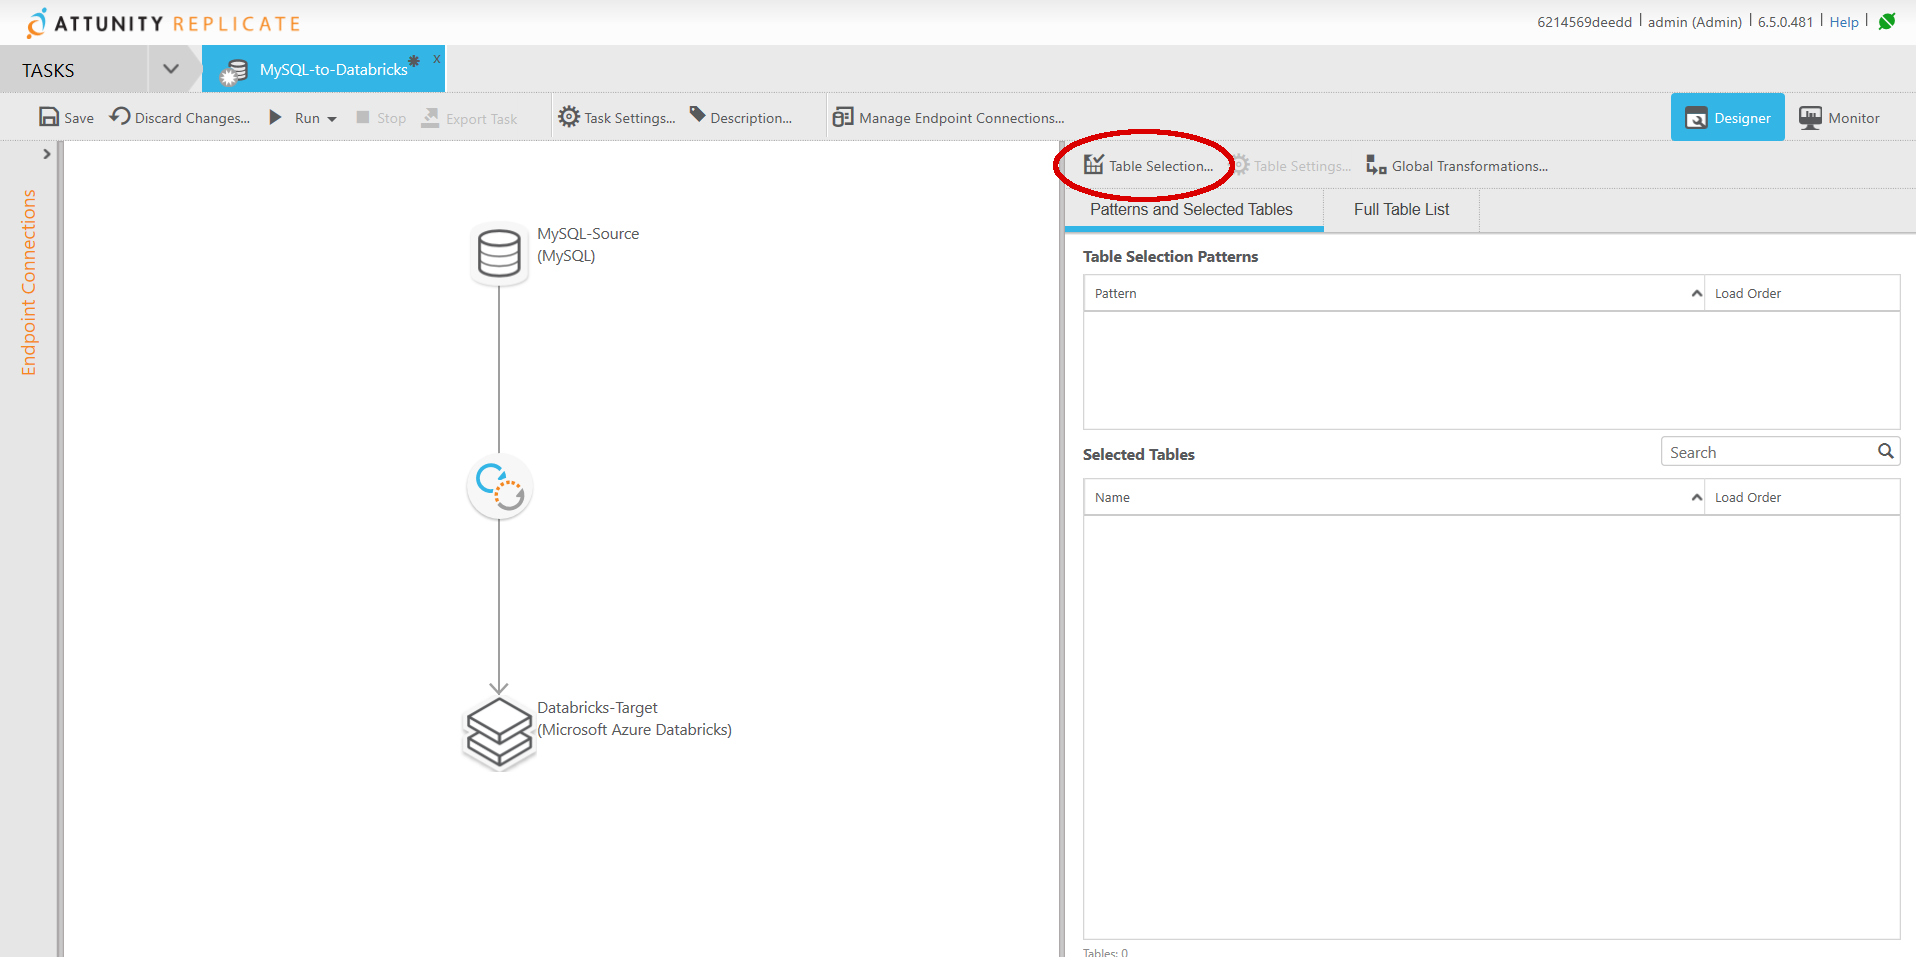 ATTUNITY REPLICATE
6214569deedd | admin (Admin) | 6.5.0.481 | Help |
TASKS
MySQL-to-Databricks * x
Save Discard Changes... Run Stop Export Task Task Settings... Description... Manage Endpoint Connections... Designer Monitor
Endpoint Connections
Table Selection... Table Settings... Global Transformations...
Patterns and Selected Tables Full Table List
MySQL-Source
(MySQL)
Databricks-Target
(Microsoft Azure Databricks)
Table Selection Patterns
Pattern Load Order
Selected Tables Search
Name Load Order
Tables: 0